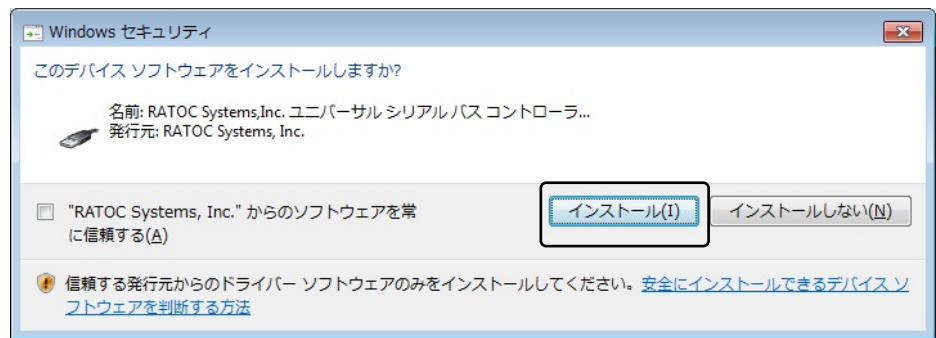 Windows セキュリティ
このデバイス ソフトウェアをインストールしますか?
名前: RATOC Systems,Inc. ユニバーサル シリアル バス コントローラ...
発行元: RATOC Systems, Inc.
"RATOC Systems, Inc." からのソフトウェアを常
に信頼する(A)
インストール(I)
インストールしない(N)
信頼する発行元からのドライバー ソフトウェアのみをインストールしてください。安全にインストールできるデバイス ソ
フトウェアを判断する方法